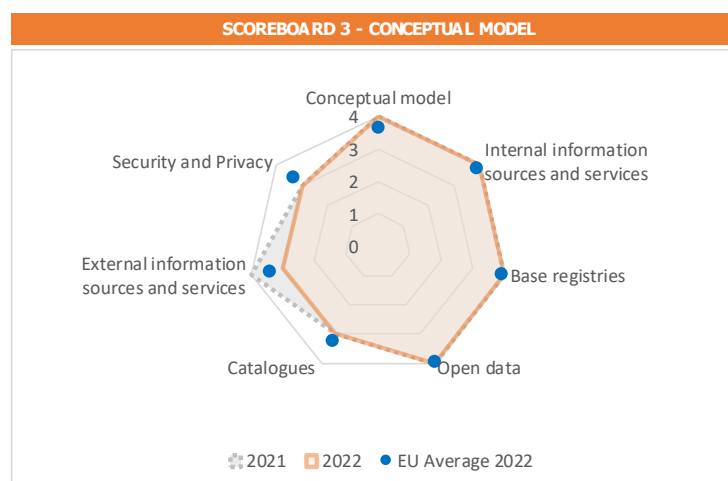 SCOREBOARD 3 - CONCEPTUAL MODEL
Conceptual model
4
3
2
1
0
Internal information
sources and services
Base registries
Open data
Catalogues
External information
sources and services
Security and Privacy
2021
2022
EU Average 2022